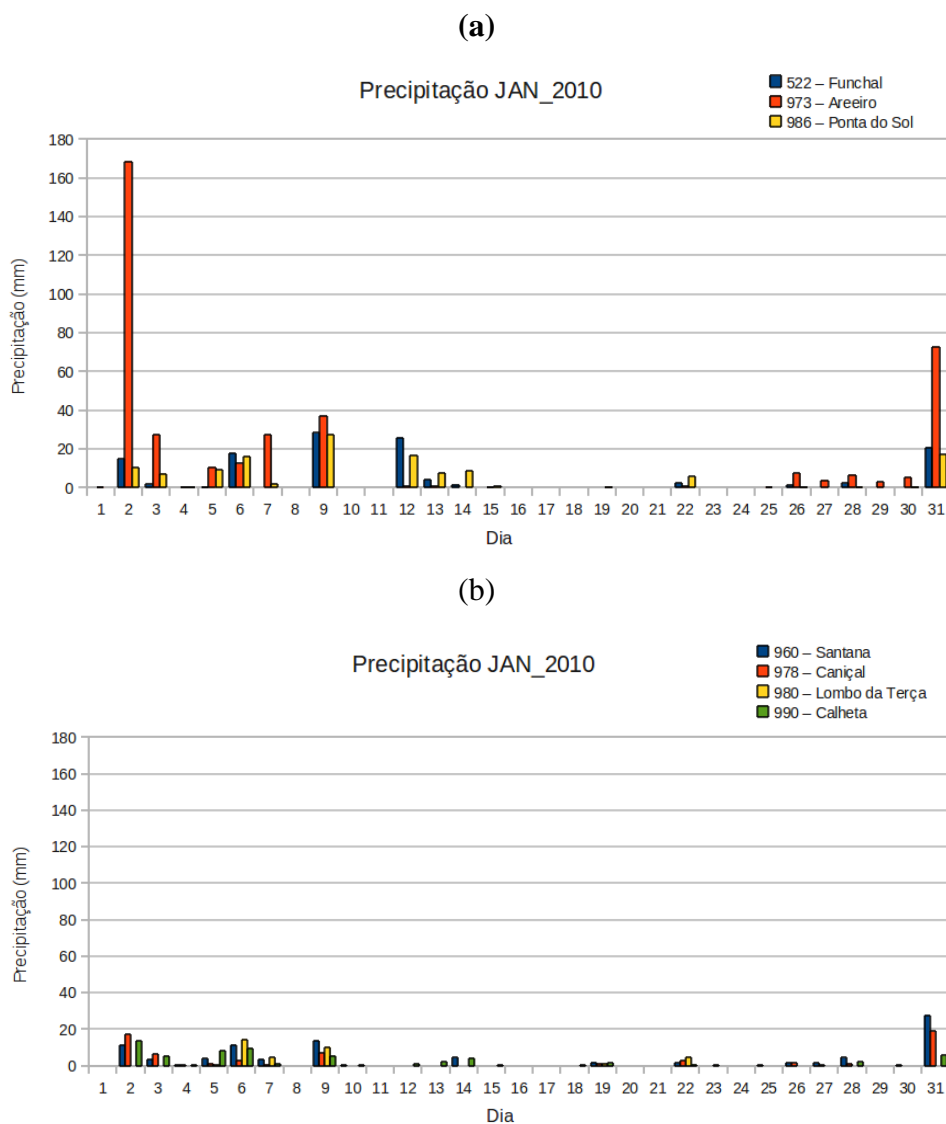 (a)
Precipitação JAN_2010
522 – Funchal
973 – Areeiro
986 – Ponta do Sol
Precipitação (mm)
180
160
140
120
100
80
60
40
20
0
1 2 3 4 5 6 7 8 9 10 11 12 13 14 15 16 17 18 19 20 21 22 23 24 25 26 27 28 29 30 31
Dia
(b)
Precipitação JAN_2010
960 – Santana
978 – Caniçal
980 – Lombo da Terça
990 – Calheta
Precipitação (mm)
180
160
140
120
100
80
60
40
20
0
1 2 3 4 5 6 7 8 9 10 11 12 13 14 15 16 17 18 19 20 21 22 23 24 25 26 27 28 29 30 31
Dia